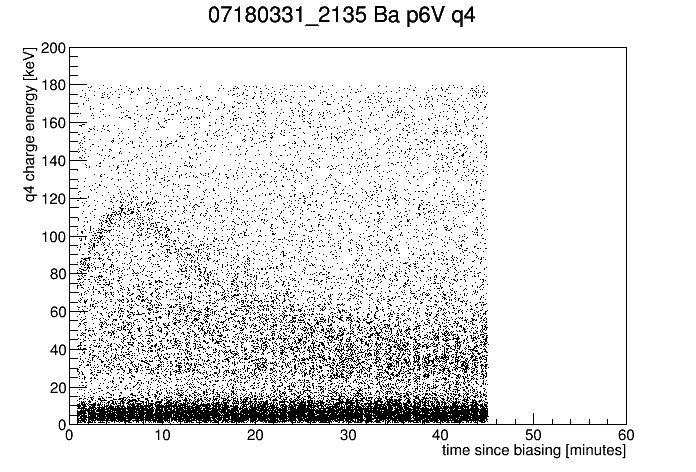 07180331_2135 Ba p6V q4
q4 charge energy [keV]
200
180
160
140
120
100
80
60
40
20
0
0 10 20 30 40 50 60
time since biasing [minutes]